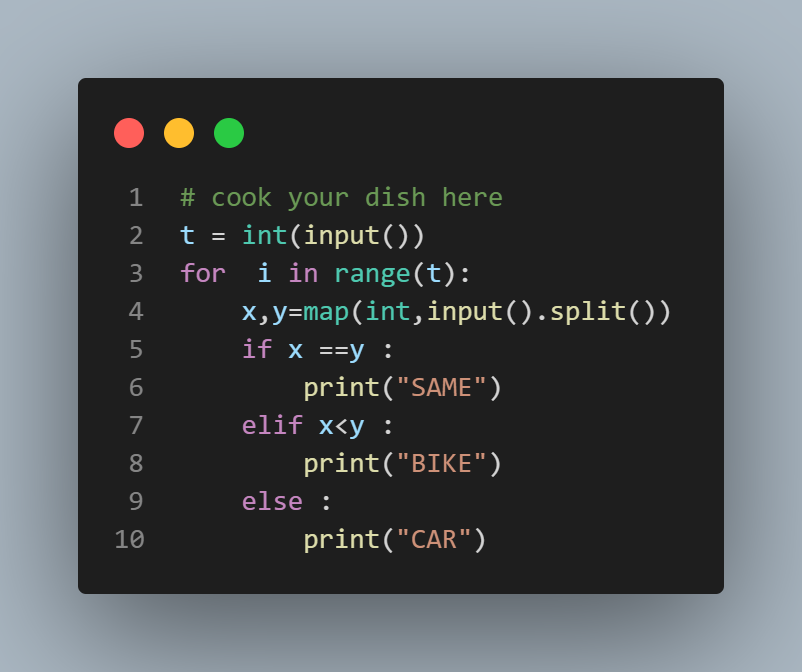 1 # cook your dish here
2 t = int(input())
3 for  i in range(t):
4     x,y=map(int,input().split())
5     if x ==y :
6         print("SAME")
7     elif x<y :
8         print("BIKE")
9     else :
10         print("CAR")